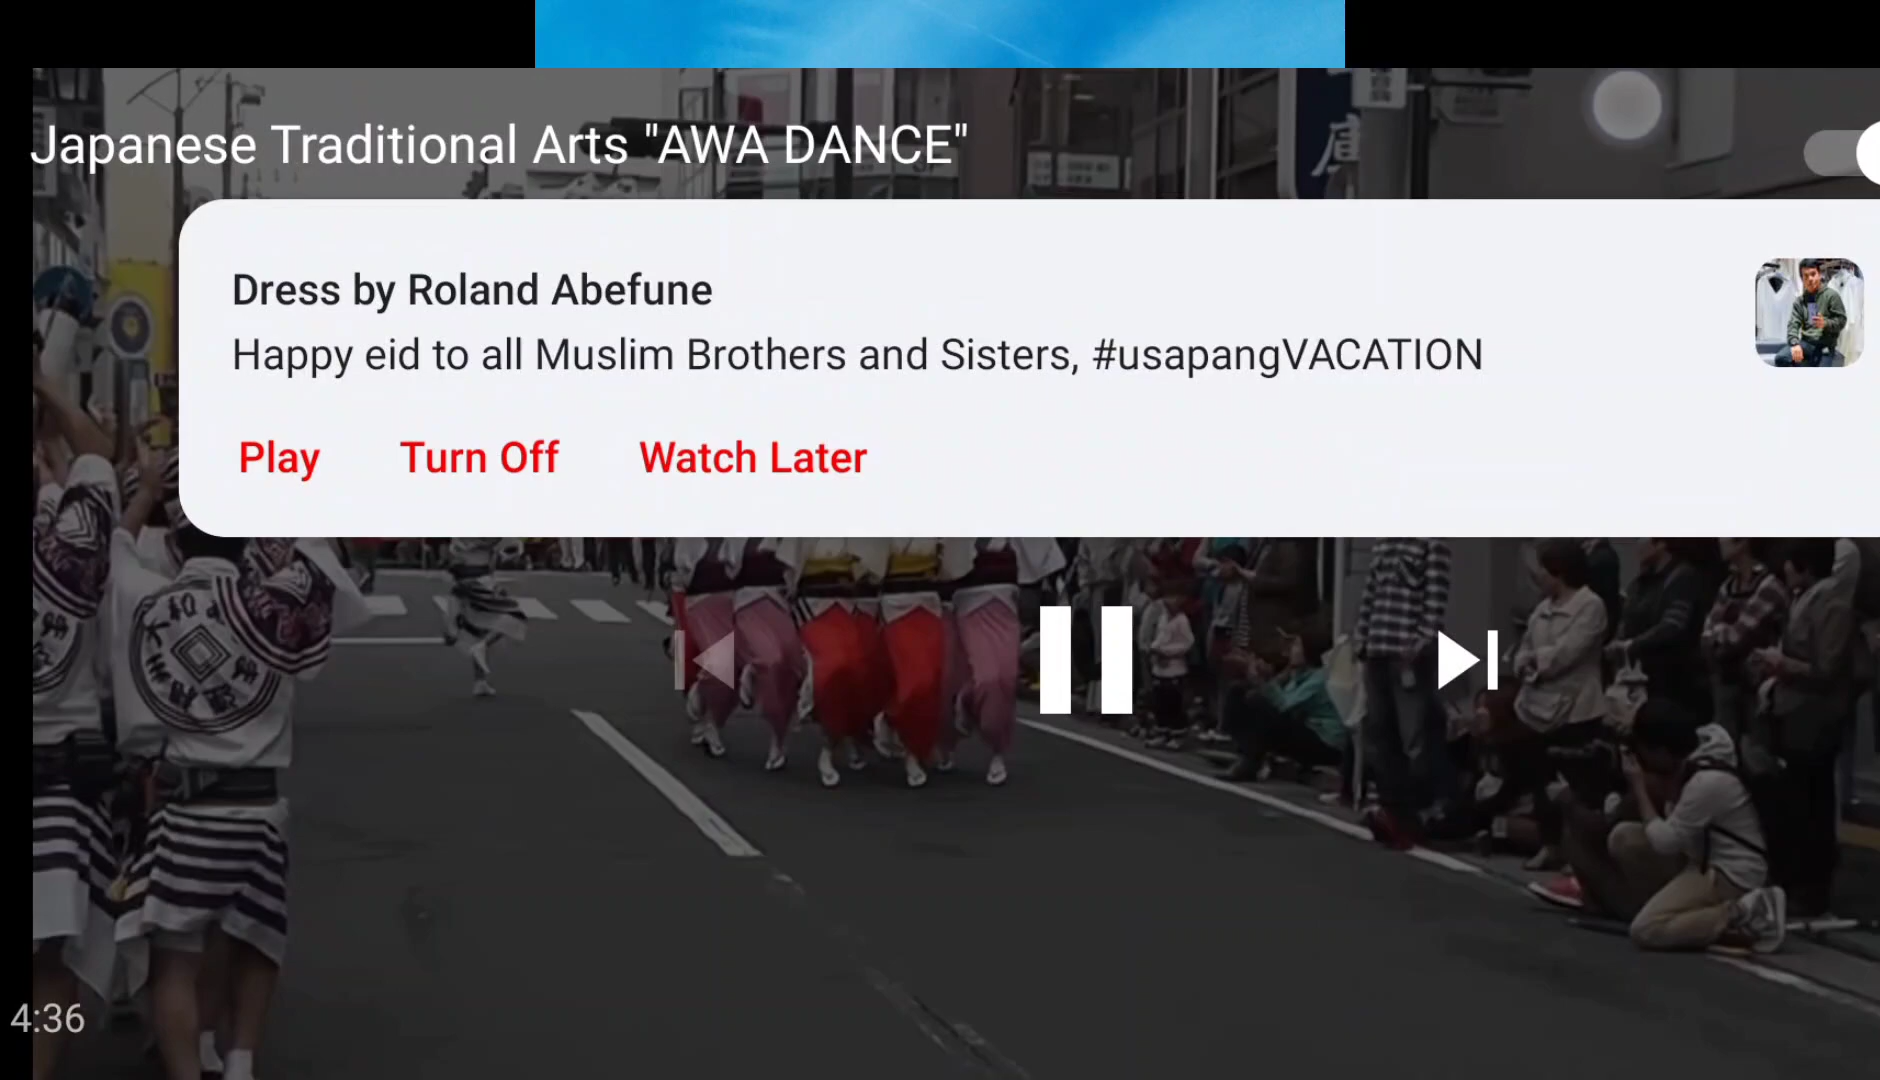 Japanese Traditional Arts "AWA DANCE"
Dress by Roland Abefune
Happy eid to all Muslim Brothers and Sisters, #usapangVACATION
Play Turn Off Watch Later
4:36